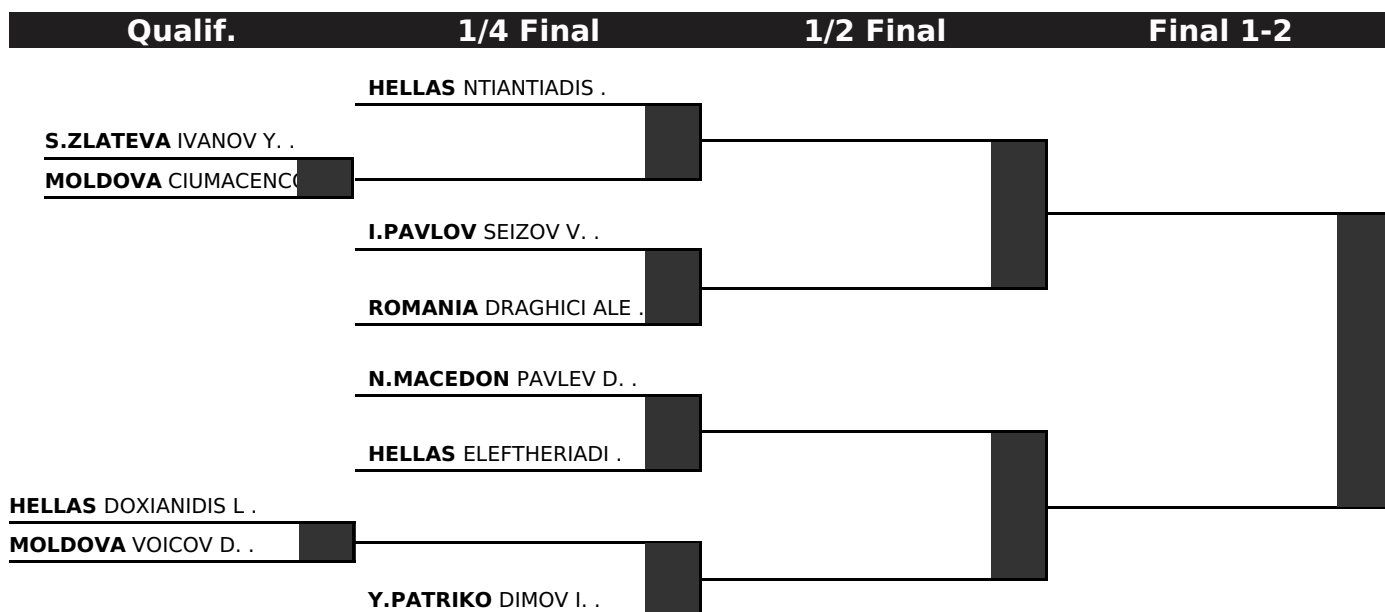 Qualif. 1/4 Final 1/2 Final Final 1-2
HELLAS NTIANTIADIS .
S.ZLATEVA IVANOV Y. .
MOLDOVA CIUMACENCO
I.PAVLOV SEIZOV V. .
ROMANIA DRAGHICI ALE .
N.MACEDON PAVLEV D. .
HELLAS ELEFTHERIADI .
HELLAS DOXIANIDIS L .
MOLDOVA VOICOV D. .
Y.PATRIKO DIMOV I. .